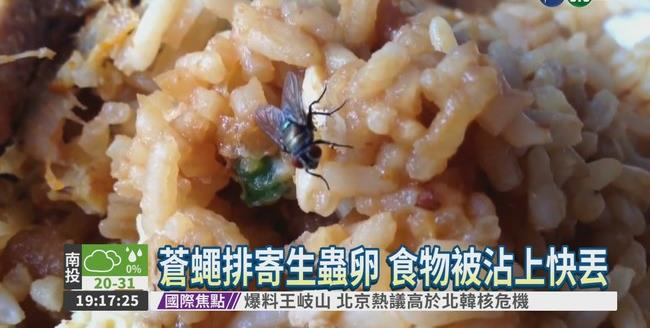 蒼蠅排寄生蟲卵 食物被沾上快丟
南投
0%
20-31
19:17:25
國際焦點
爆料王岐山 北京熱議高於北韓核危機